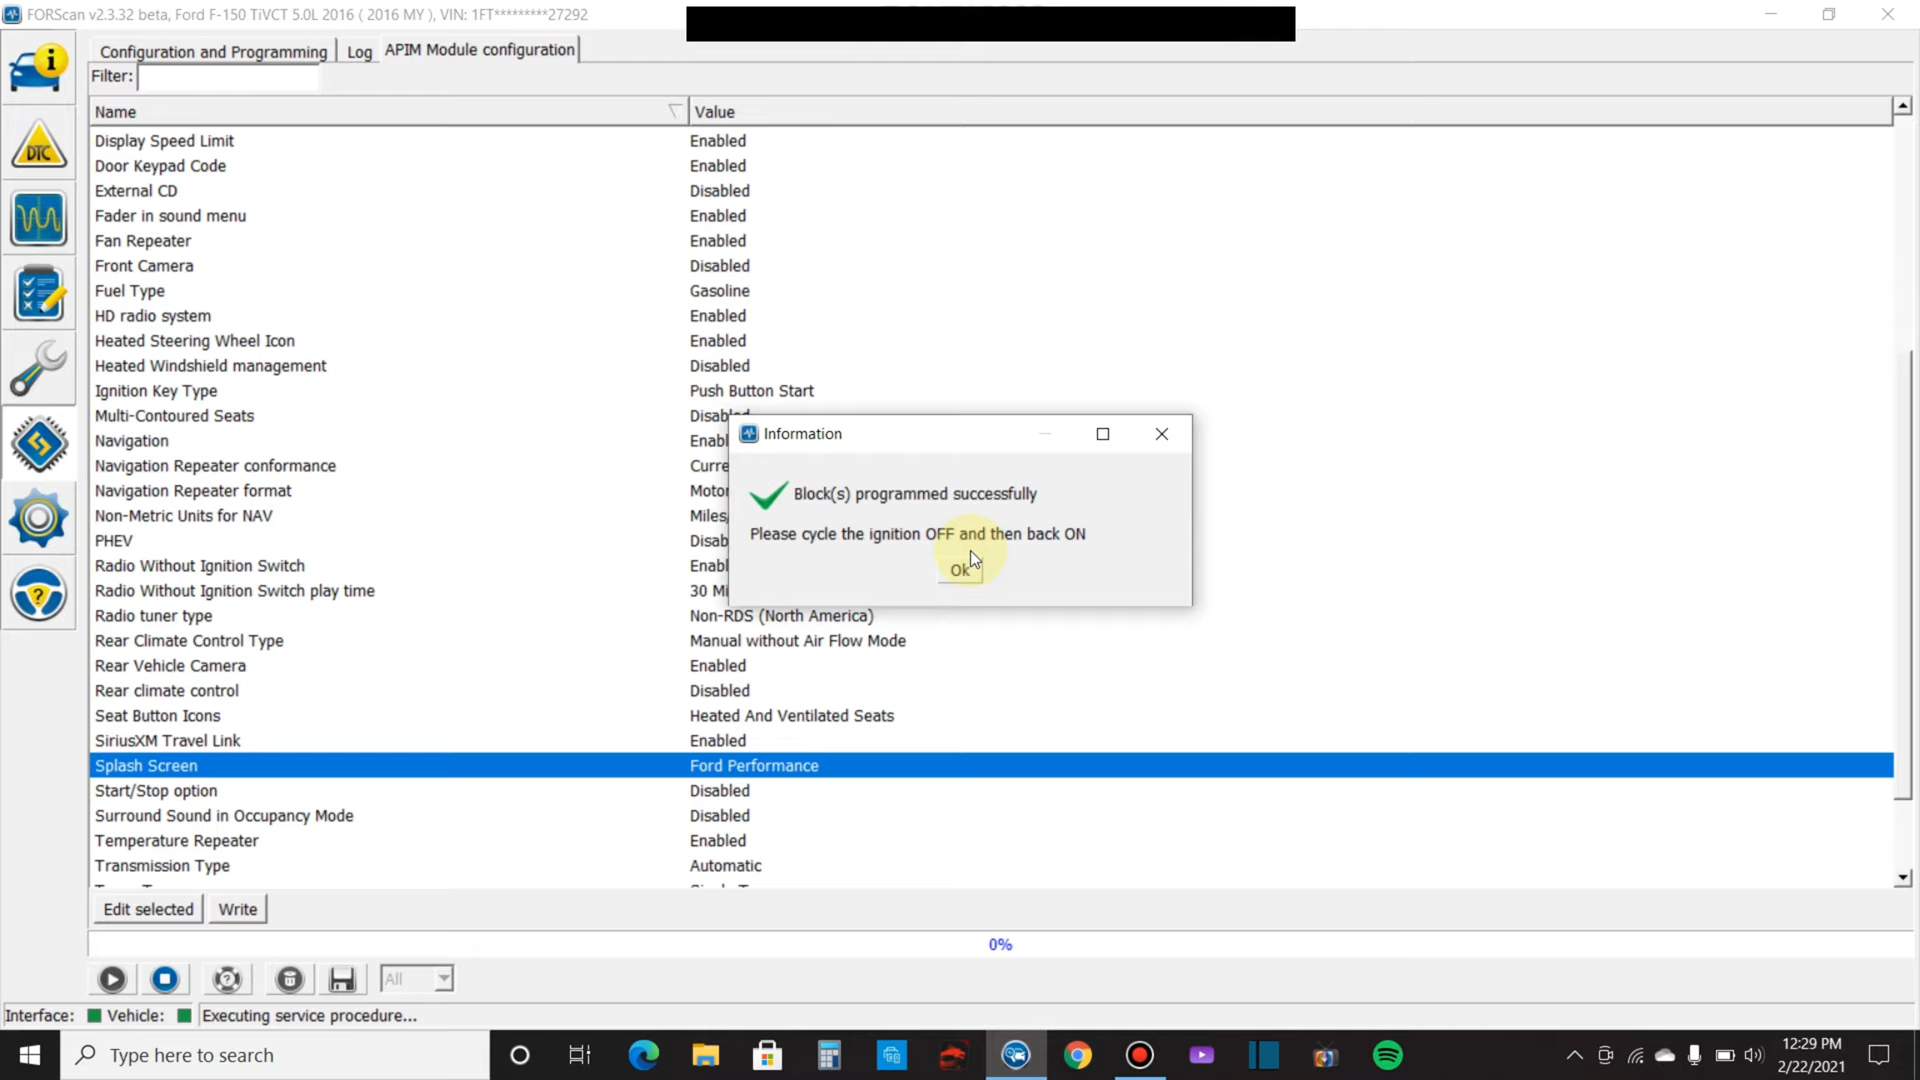 FORScan v2.3.32 beta, Ford F-150 TiVCT 5.0L 2016 ( 2016 MY ), VIN: 1FT*********27292
Configuration and Programming
Log
APIM Module configuration
Filter:
Name
Value
Display Speed Limit Enabled
Door Keypad Code Enabled
External CD Disabled
Fader in sound menu Enabled
Fan Repeater Enabled
Front Camera Disabled
Fuel Type Gasoline
HD radio system Enabled
Heated Steering Wheel Icon Enabled
Heated Windshield management Disabled
Ignition Key Type Push Button Start
Multi-Contoured Seats
Navigation Enabl
Navigation Repeater conformance Curre
Navigation Repeater format Motor
Non-Metric Units for NAV Miles/
PHEV Disab
Radio Without Ignition Switch Enabl
Radio Without Ignition Switch play time 30 Mi
Radio tuner type Non-RDS (North America)
Rear Climate Control Type Manual without Air Flow Mode
Rear Vehicle Camera Enabled
Rear climate control Disabled
Seat Button Icons Heated And Ventilated Seats
SiriusXM Travel Link Enabled
Splash Screen Ford Performance
Start/Stop option Disabled
Surround Sound in Occupancy Mode Disabled
Temperature Repeater Enabled
Transmission Type Automatic
Information
Block(s) programmed successfully
Please cycle the ignition OFF and then back ON
Ok
DTC
Edit selected
Write
0%
All
Interface:
Vehicle:
Executing service procedure...
Type here to search
12:29 PM
2/22/2021